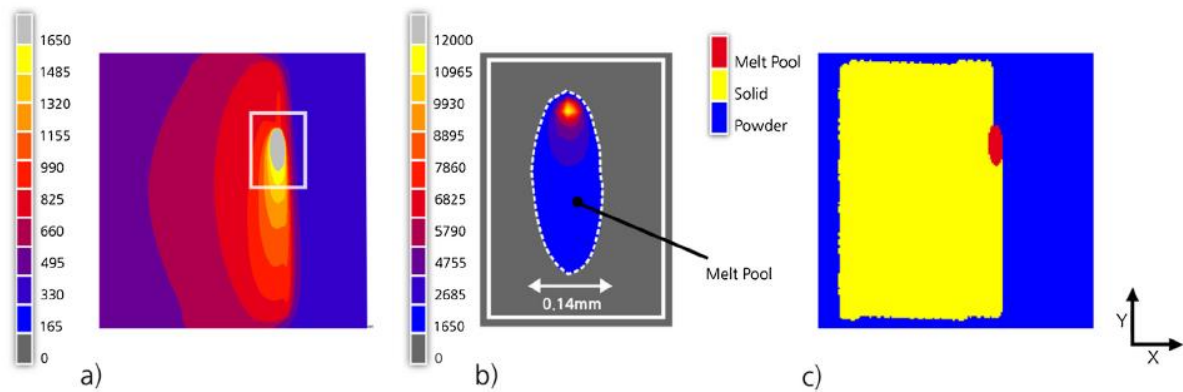 1650
1485
1320
1155
990
825
660
495
330
165
0
a)
12000
10965
9930
8895
7860
6825
5790
4755
2685
1650
0
0.14mm
Melt Pool
b)
Melt Pool
Solid
Powder
c)
Y
X